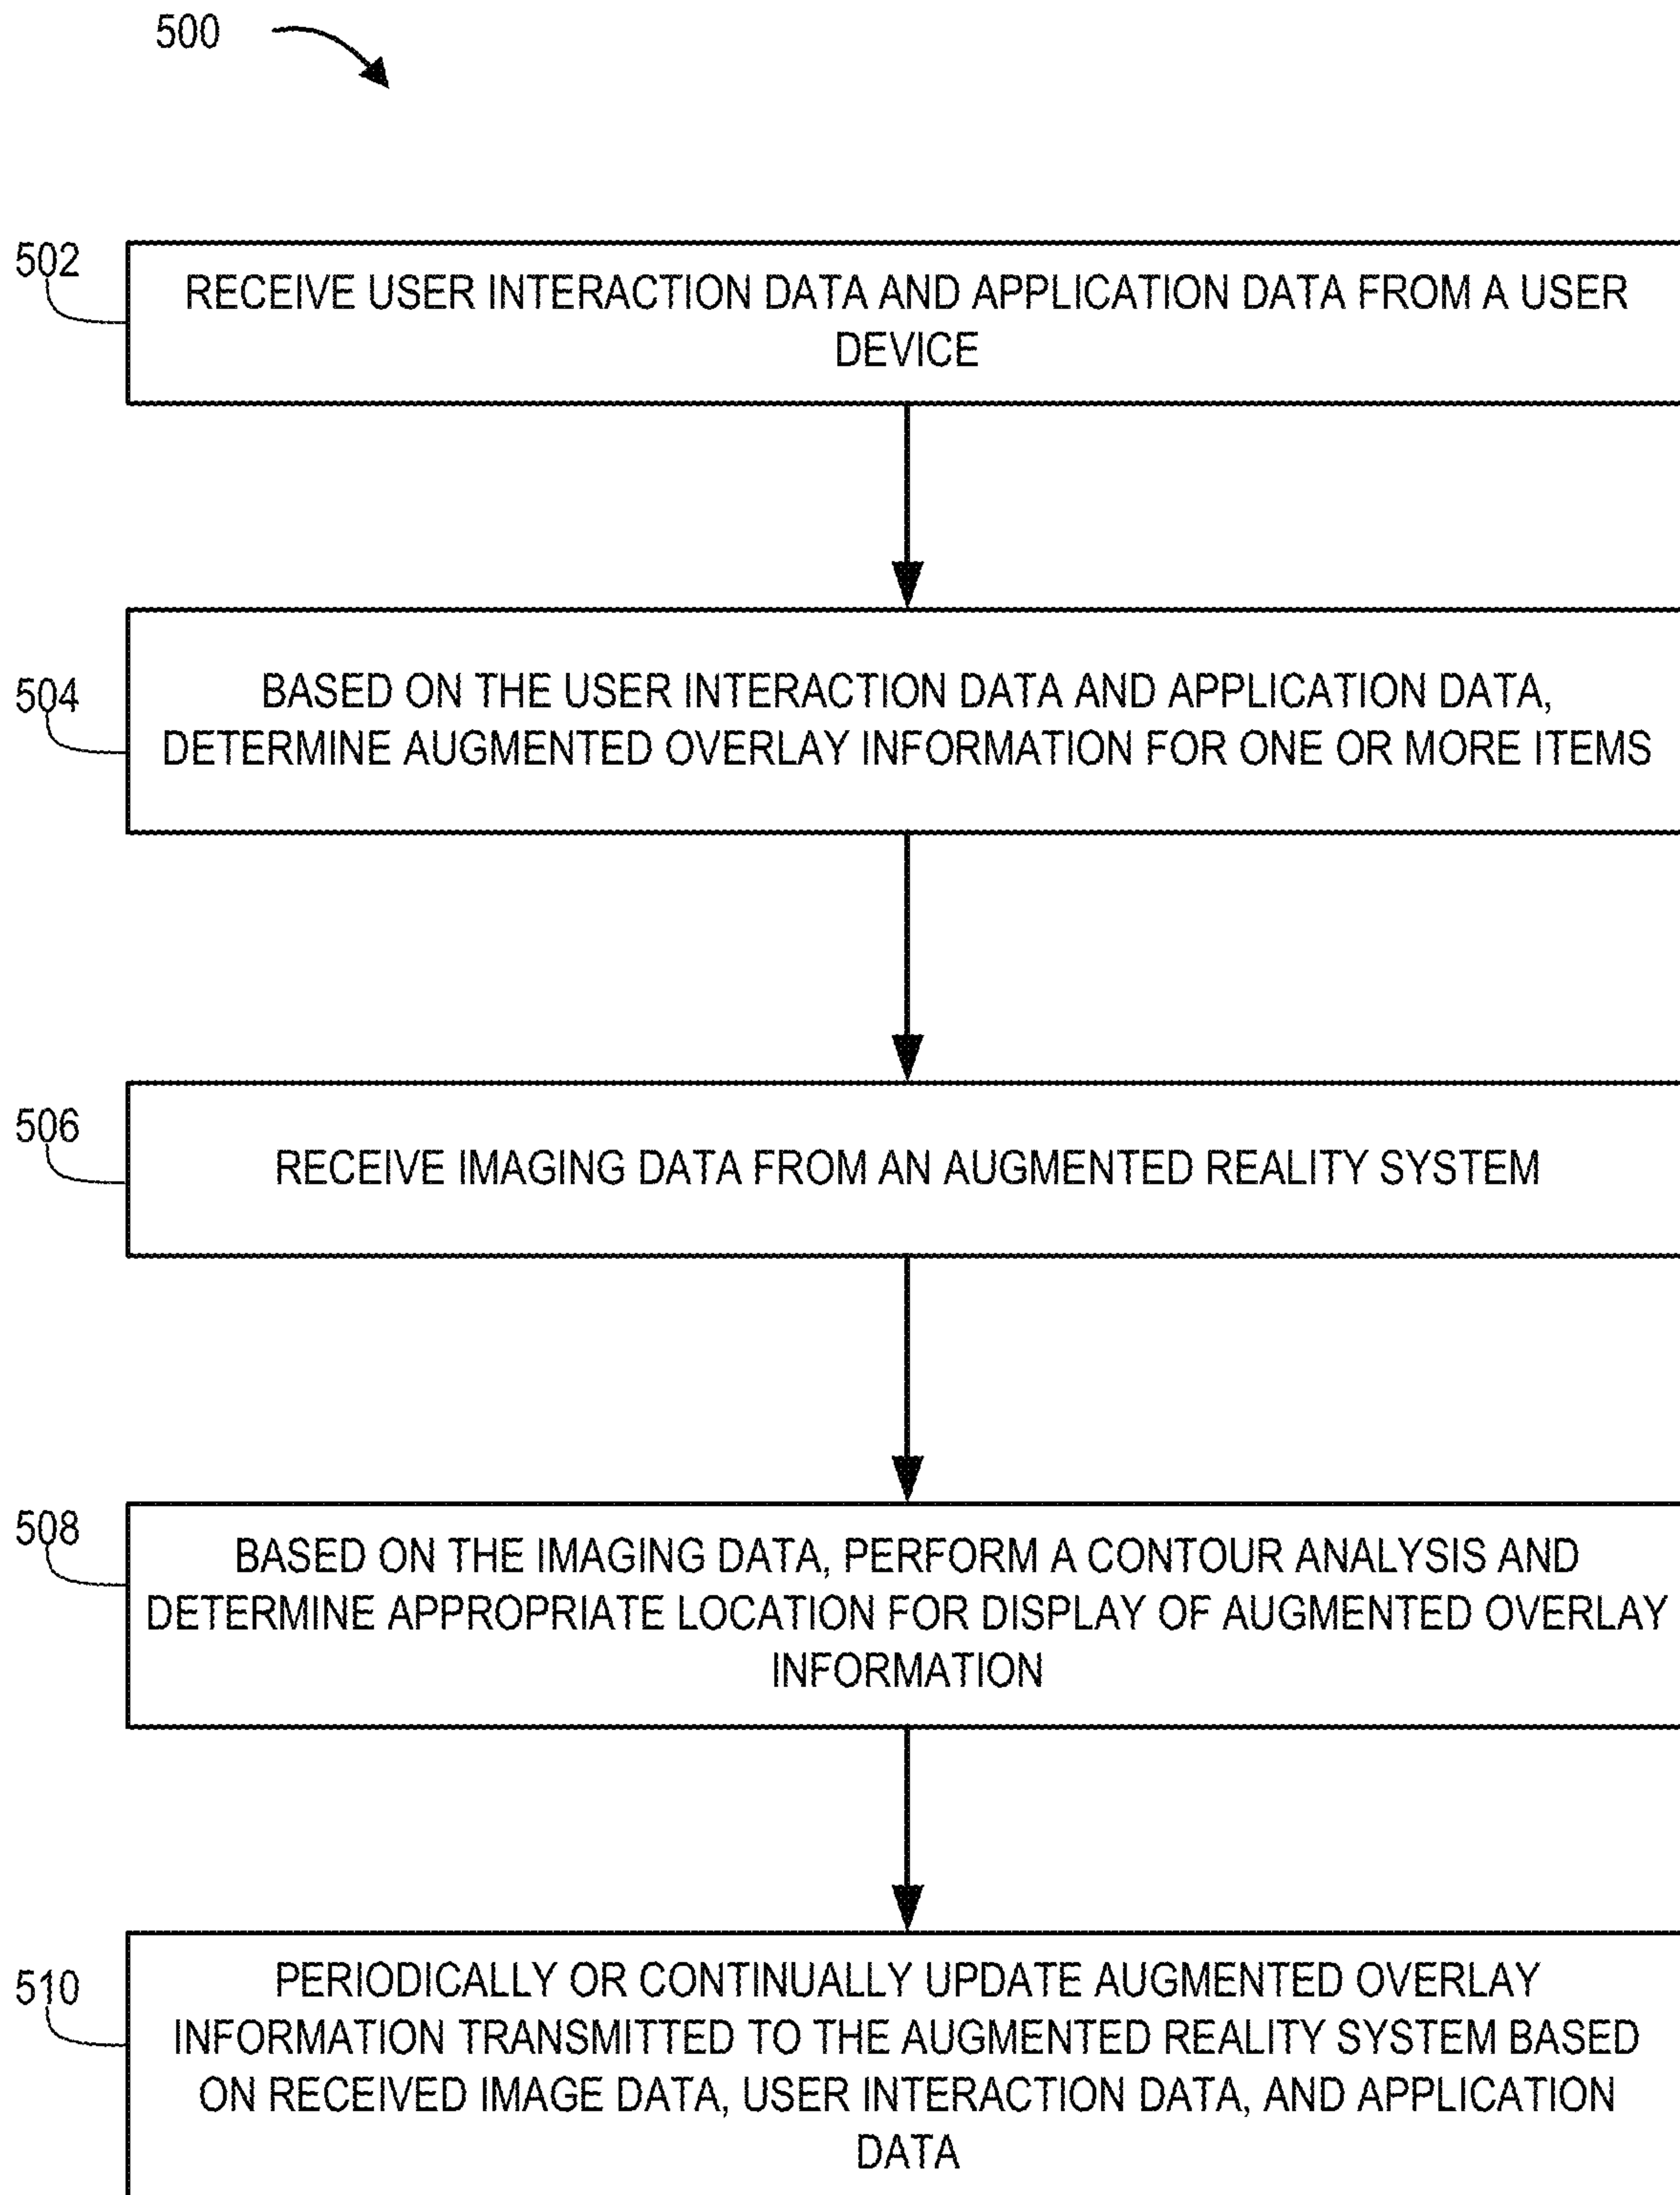 500
502
RECEIVE USER INTERACTION DATA AND APPLICATION DATA FROM A USER
DEVICE
504
BASED ON THE USER INTERACTION DATA AND APPLICATION DATA,
DETERMINE AUGMENTED OVERLAY INFORMATION FOR ONE OR MORE ITEMS
506
RECEIVE IMAGING DATA FROM AN AUGMENTED REALITY SYSTEM
508
BASED ON THE IMAGING DATA, PERFORM A CONTOUR ANALYSIS AND
DETERMINE APPROPRIATE LOCATION FOR DISPLAY OF AUGMENTED OVERLAY
INFORMATION
510
PERIODICALLY OR CONTINUALLY UPDATE AUGMENTED OVERLAY
INFORMATION TRANSMITTED TO THE AUGMENTED REALITY SYSTEM BASED
ON RECEIVED IMAGE DATA, USER INTERACTION DATA, AND APPLICATION
DATA